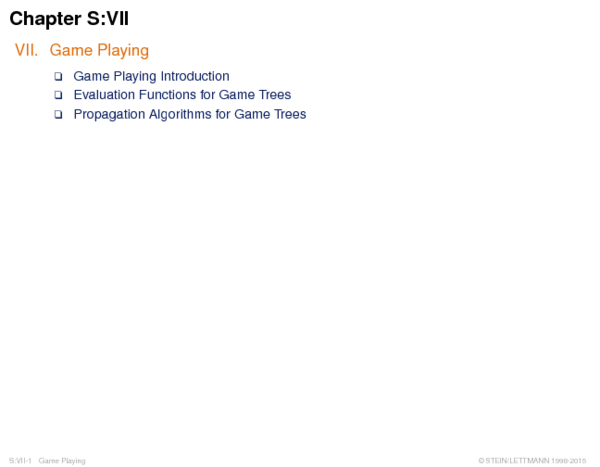 Chapter S:VII
VII. Game Playing
❑ Game Playing Introduction
❑ Evaluation Functions for Game Trees
❑ Propagation Algorithms for Game Trees
S:VII-1 Game Playing
© STEIN/LETTMANN 1998-2015